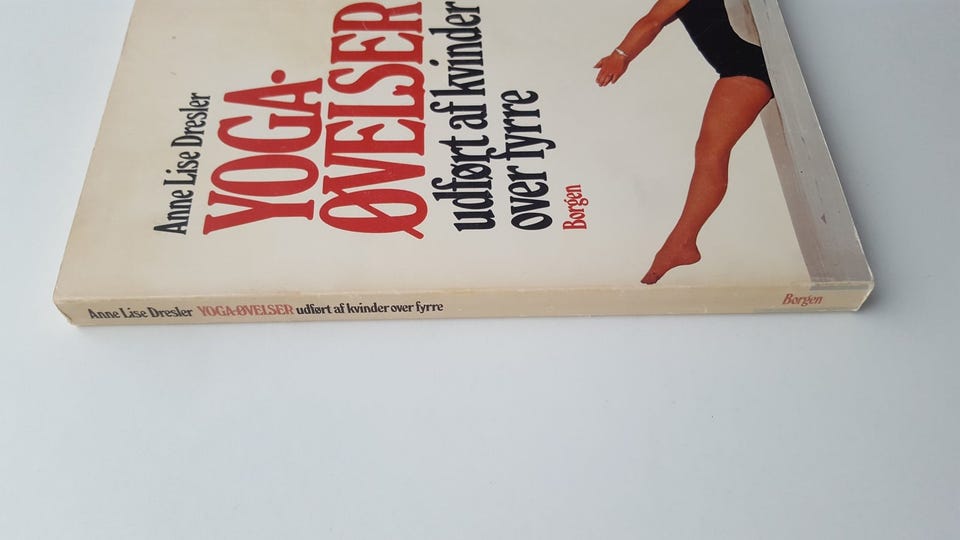 Anne Lise Dresler
YOGA-
ØVELSER
udført af kvinder
over fyrre
Borgen
Anne Lise Dresler YOGA-ØVELSER udført af kvinder over fyrre Borgen